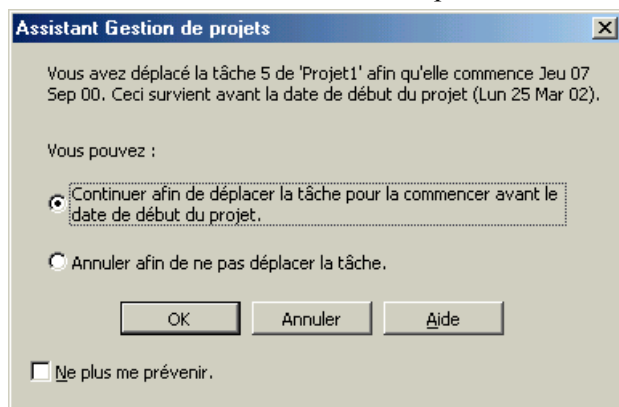 Assistant Gestion de projets
Vous avez déplacé la tâche 5 de 'Projet1' afin qu'elle commence Jeu 07
Sep 00. Ceci survient avant la date de début du projet (Lun 25 Mar 02).
Vous pouvez :
Continuer afin de déplacer la tâche pour la commencer avant le
date de début du projet.
Annuler afin de ne pas déplacer la tâche.
OK Annuler Aide
Ne plus me prévenir.